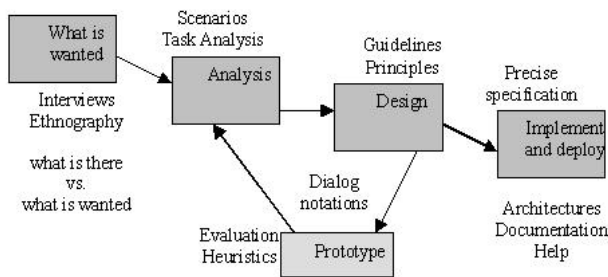 What is
wanted
Interviews
Ethnography
what is there
vs.
what is wanted
Scenarios
Task Analysis
Analysis
Guidelines
Principles
Design
Precise
specification
Implement
and deploy
Dialog
notations
Evaluation
Heuristics
Prototype
Architectures
Documentation
Help